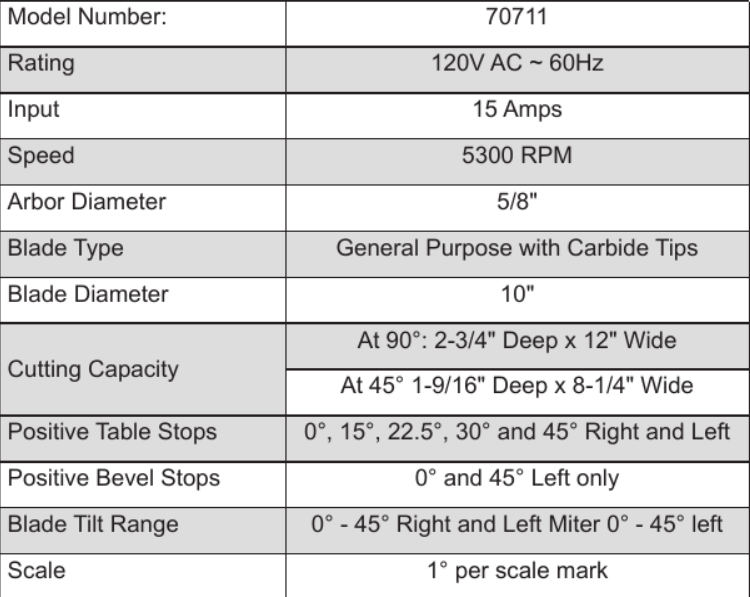 Model Number: 70711
Rating 120V AC ~ 60Hz
Input 15 Amps
Speed 5300 RPM
Arbor Diameter 5/8"
Blade Type General Purpose with Carbide Tips
Blade Diameter 10"
Cutting Capacity
At 90°: 2-3/4" Deep x 12" Wide
At 45° 1-9/16" Deep x 8-1/4" Wide
Positive Table Stops 0°, 15°, 22.5°, 30° and 45° Right and Left
Positive Bevel Stops 0° and 45° Left only
Blade Tilt Range 0° - 45° Right and Left Miter 0° - 45° left
Scale 1° per scale mark